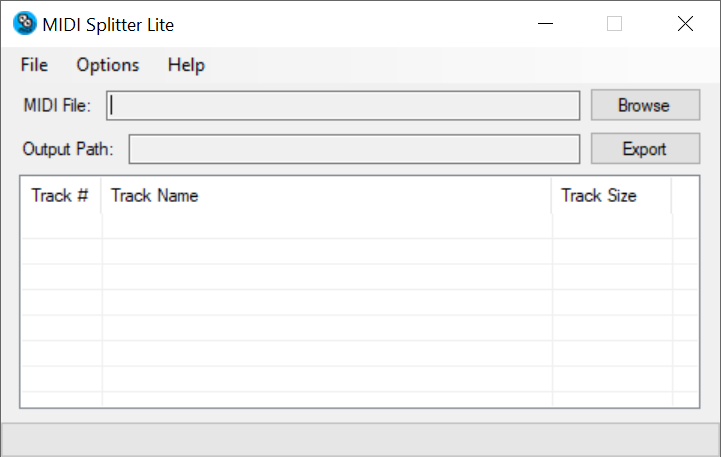 MIDI Splitter Lite
File Options Help
MIDI File: Browse
Output Path: Export
Track # Track Name Track Size